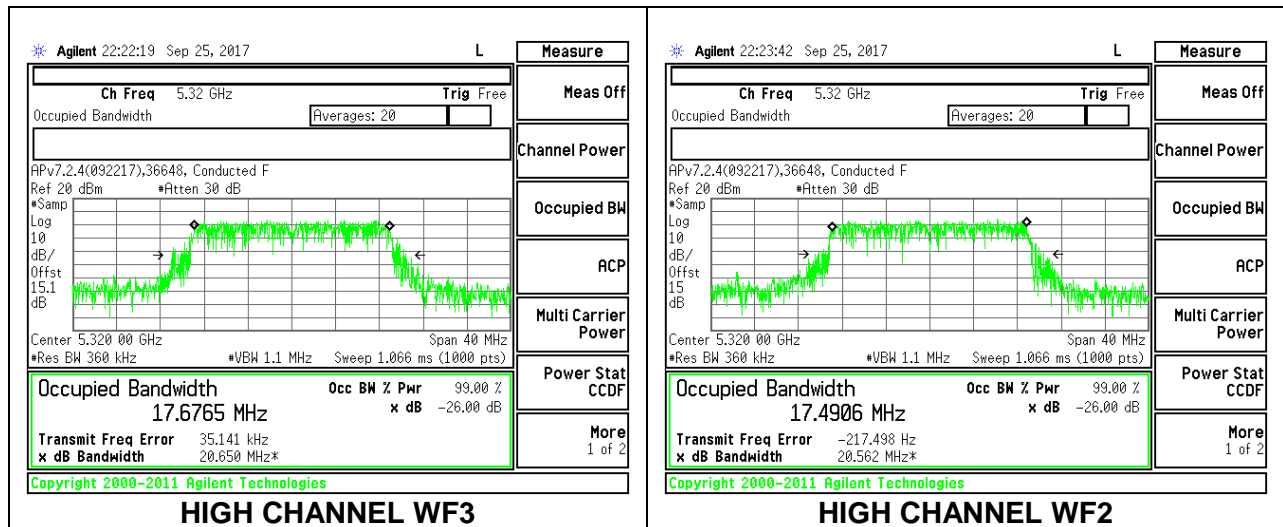 Agilent 22:22:19 Sep 25, 2017 L
Measure
Ch Freq 5.32 GHz Trig Free
Occupied Bandwidth Averages: 20
APv7.2.4(092217),36648, Conducted F
Ref 20 dBm #Atten 30 dB
#Samp
Log
10
dB/
Offst
15.1
dB
Center 5.320 00 GHz Span 40 MHz
#Res BW 360 kHz #VBW 1.1 MHz Sweep 1.066 ms (1000 pts)
Occupied Bandwidth Occ BW % Pwr 99.00 %
17.6765 MHz x dB -26.00 dB
Transmit Freq Error 35.141 kHz
x dB Bandwidth 20.650 MHz*
Copyright 2000-2011 Agilent Technologies
Meas Off
Channel Power
Occupied BW
ACP
Multi Carrier
Power
Power Stat
CCDF
More
1 of 2
HIGH CHANNEL WF3
Agilent 22:23:42 Sep 25, 2017 L
Measure
Ch Freq 5.32 GHz Trig Free
Occupied Bandwidth Averages: 20
APv7.2.4(092217),36648, Conducted F
Ref 20 dBm #Atten 30 dB
#Samp
Log
10
dB/
Offst
15
dB
Center 5.320 00 GHz Span 40 MHz
#Res BW 360 kHz #VBW 1.1 MHz Sweep 1.066 ms (1000 pts)
Occupied Bandwidth Occ BW % Pwr 99.00 %
17.4906 MHz x dB -26.00 dB
Transmit Freq Error -217.498 Hz
x dB Bandwidth 20.562 MHz*
Copyright 2000-2011 Agilent Technologies
Meas Off
Channel Power
Occupied BW
ACP
Multi Carrier
Power
Power Stat
CCDF
More
1 of 2
HIGH CHANNEL WF2